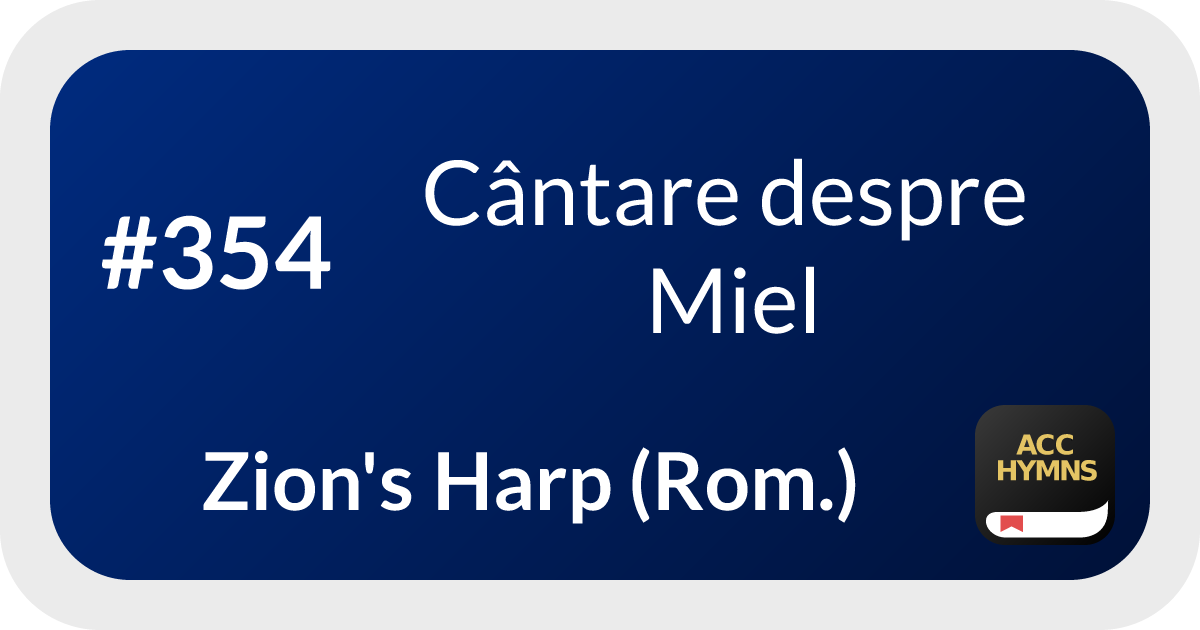 #354
Cântare despre
Miel
Zion's Harp (Rom.)
ACC
HYMNS